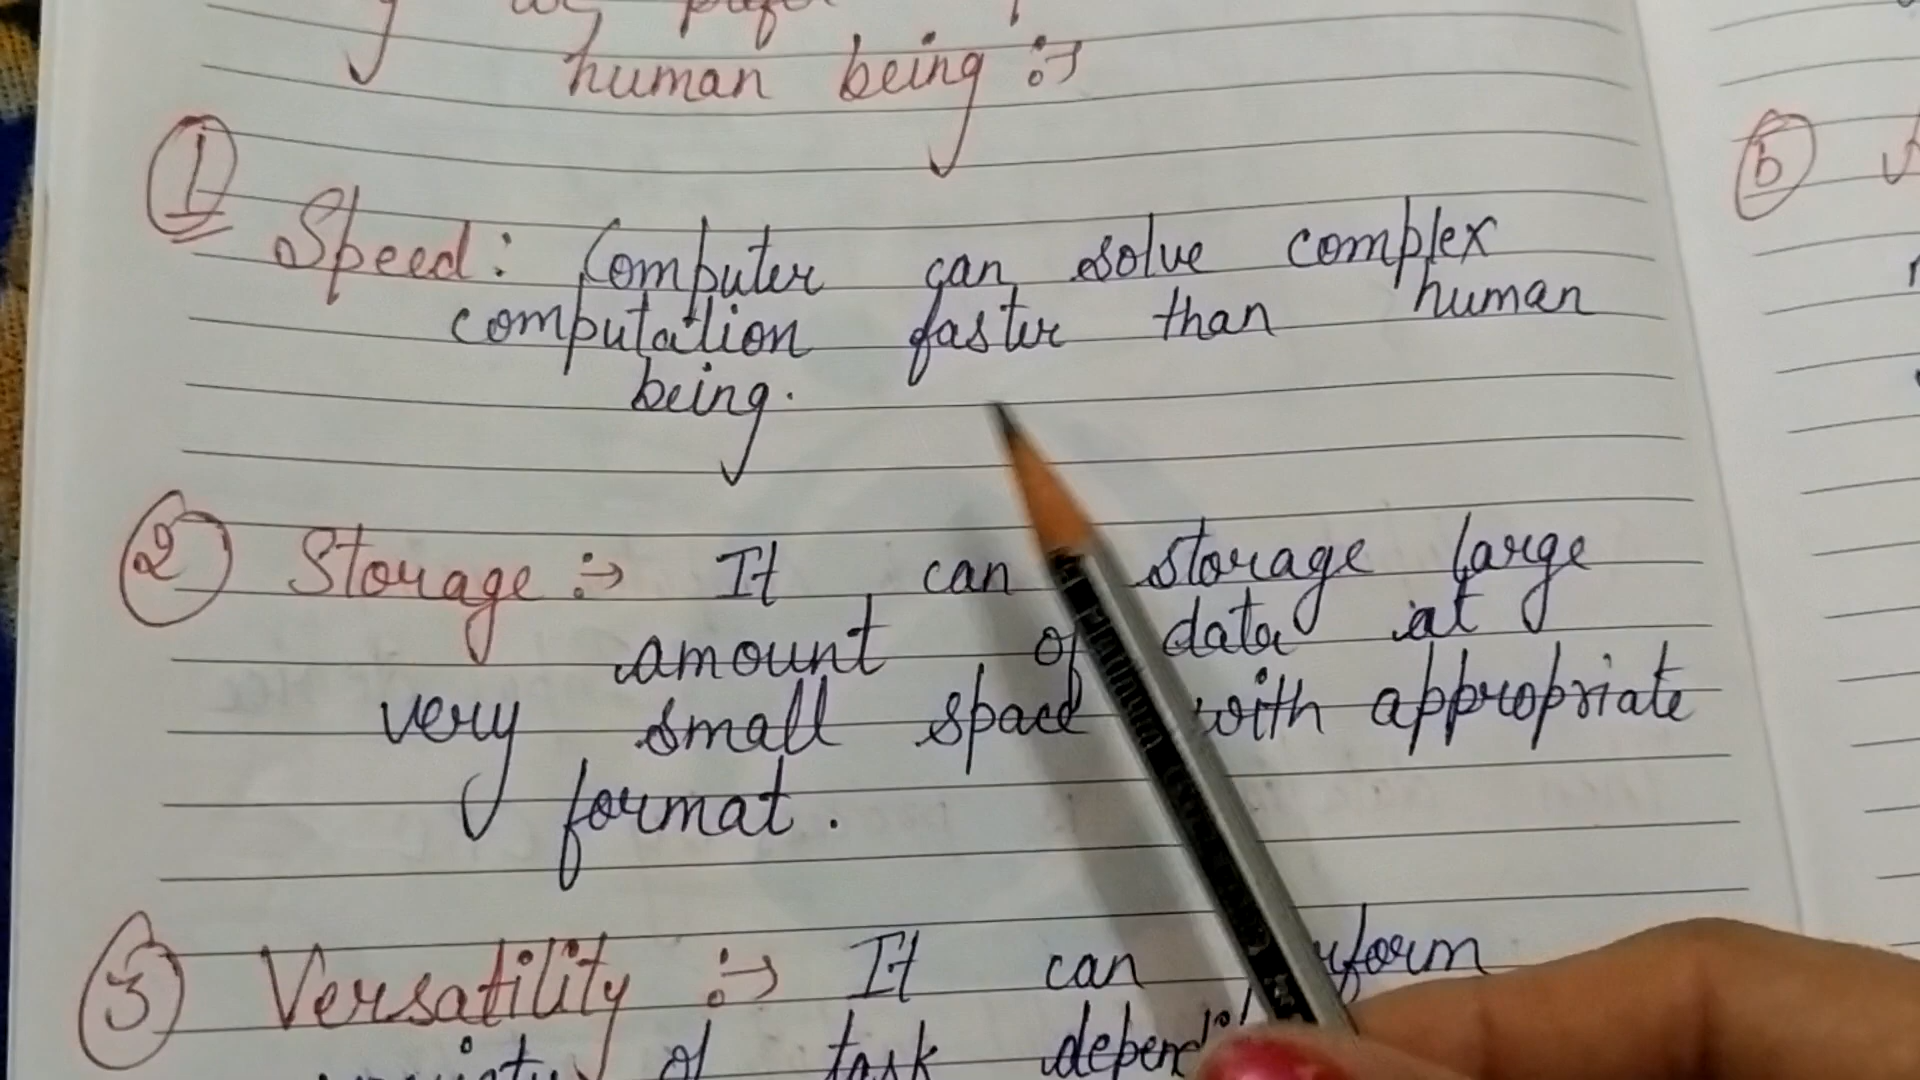 human being :→
① Speed: Computer can solve complex
computation faster than human
being.
② Storage :→ It can storage large
amount of data at
very small space with appropriate
format.
③ Versatility :→ It can
of task
b